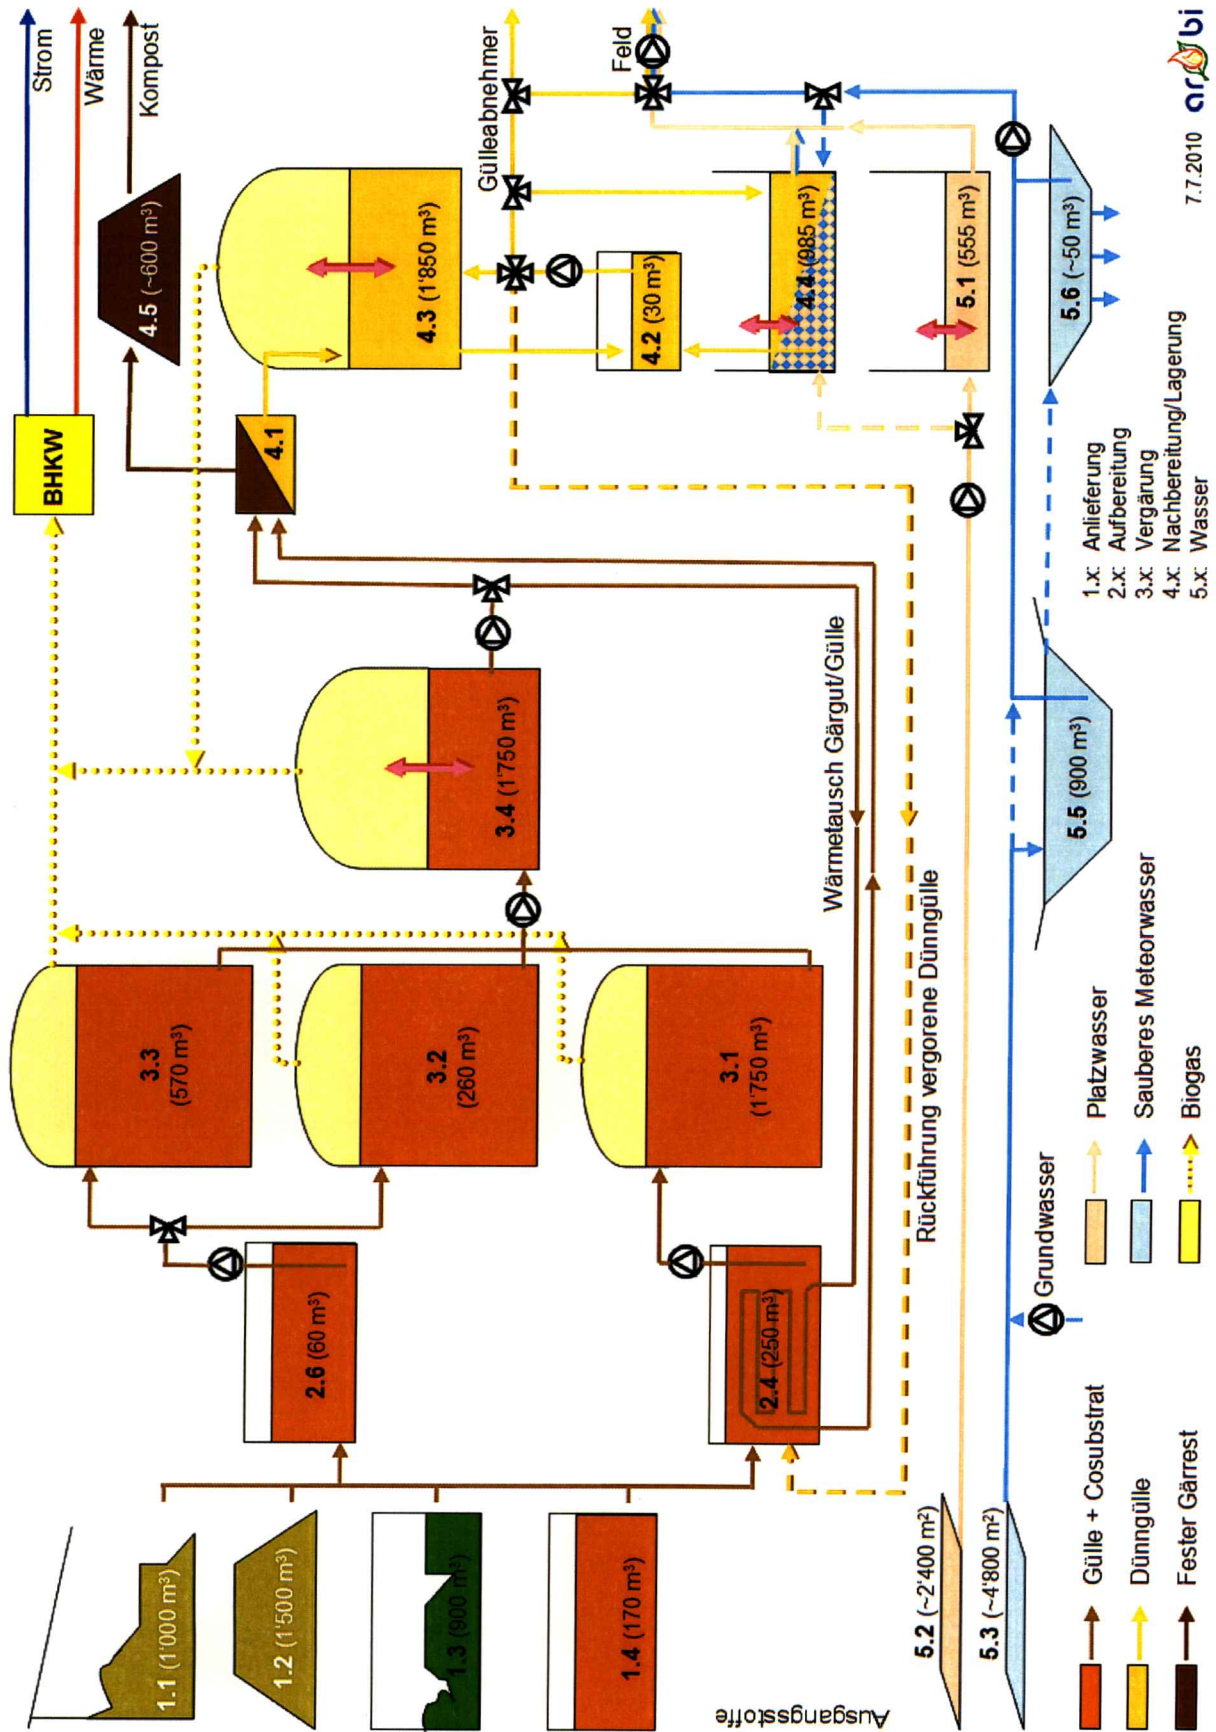 Ausgangsstoffe
1.1 (1'000 m³)
1.2 (1'500 m³)
1.3 (900 m³)
1.4 (170 m³)
2.6 (60 m³)
2.4 (250 m³)
3.3
(570 m³)
3.2
(260 m³)
3.1
(1'750 m³)
3.4 (1'750 m³)
BHKW
Strom
Wärme
Kompost
4.1
4.5 (~600 m³)
4.3 (1'850 m³)
4.2 (30 m³)
4.4 (985 m³)
5.1 (555 m³)
Gülleabnehmer
Feld
Wärmetausch Gärgut/Gülle
Rückführung vergorene Dünngülle
5.2 (~2'400 m²)
5.3 (~4'800 m²)
Grundwasser
5.5 (900 m³)
5.6 (~50 m³)
Gülle + Cosubstrat
Dünngülle
Fester Gärrest
Platzwasser
Sauberes Meteorwasser
Biogas
1.x: Anlieferung
2.x: Aufbereitung
3.x: Vergärung
4.x: Nachbereitung/Lagerung
5.x: Wasser
7.7.2010
arbi